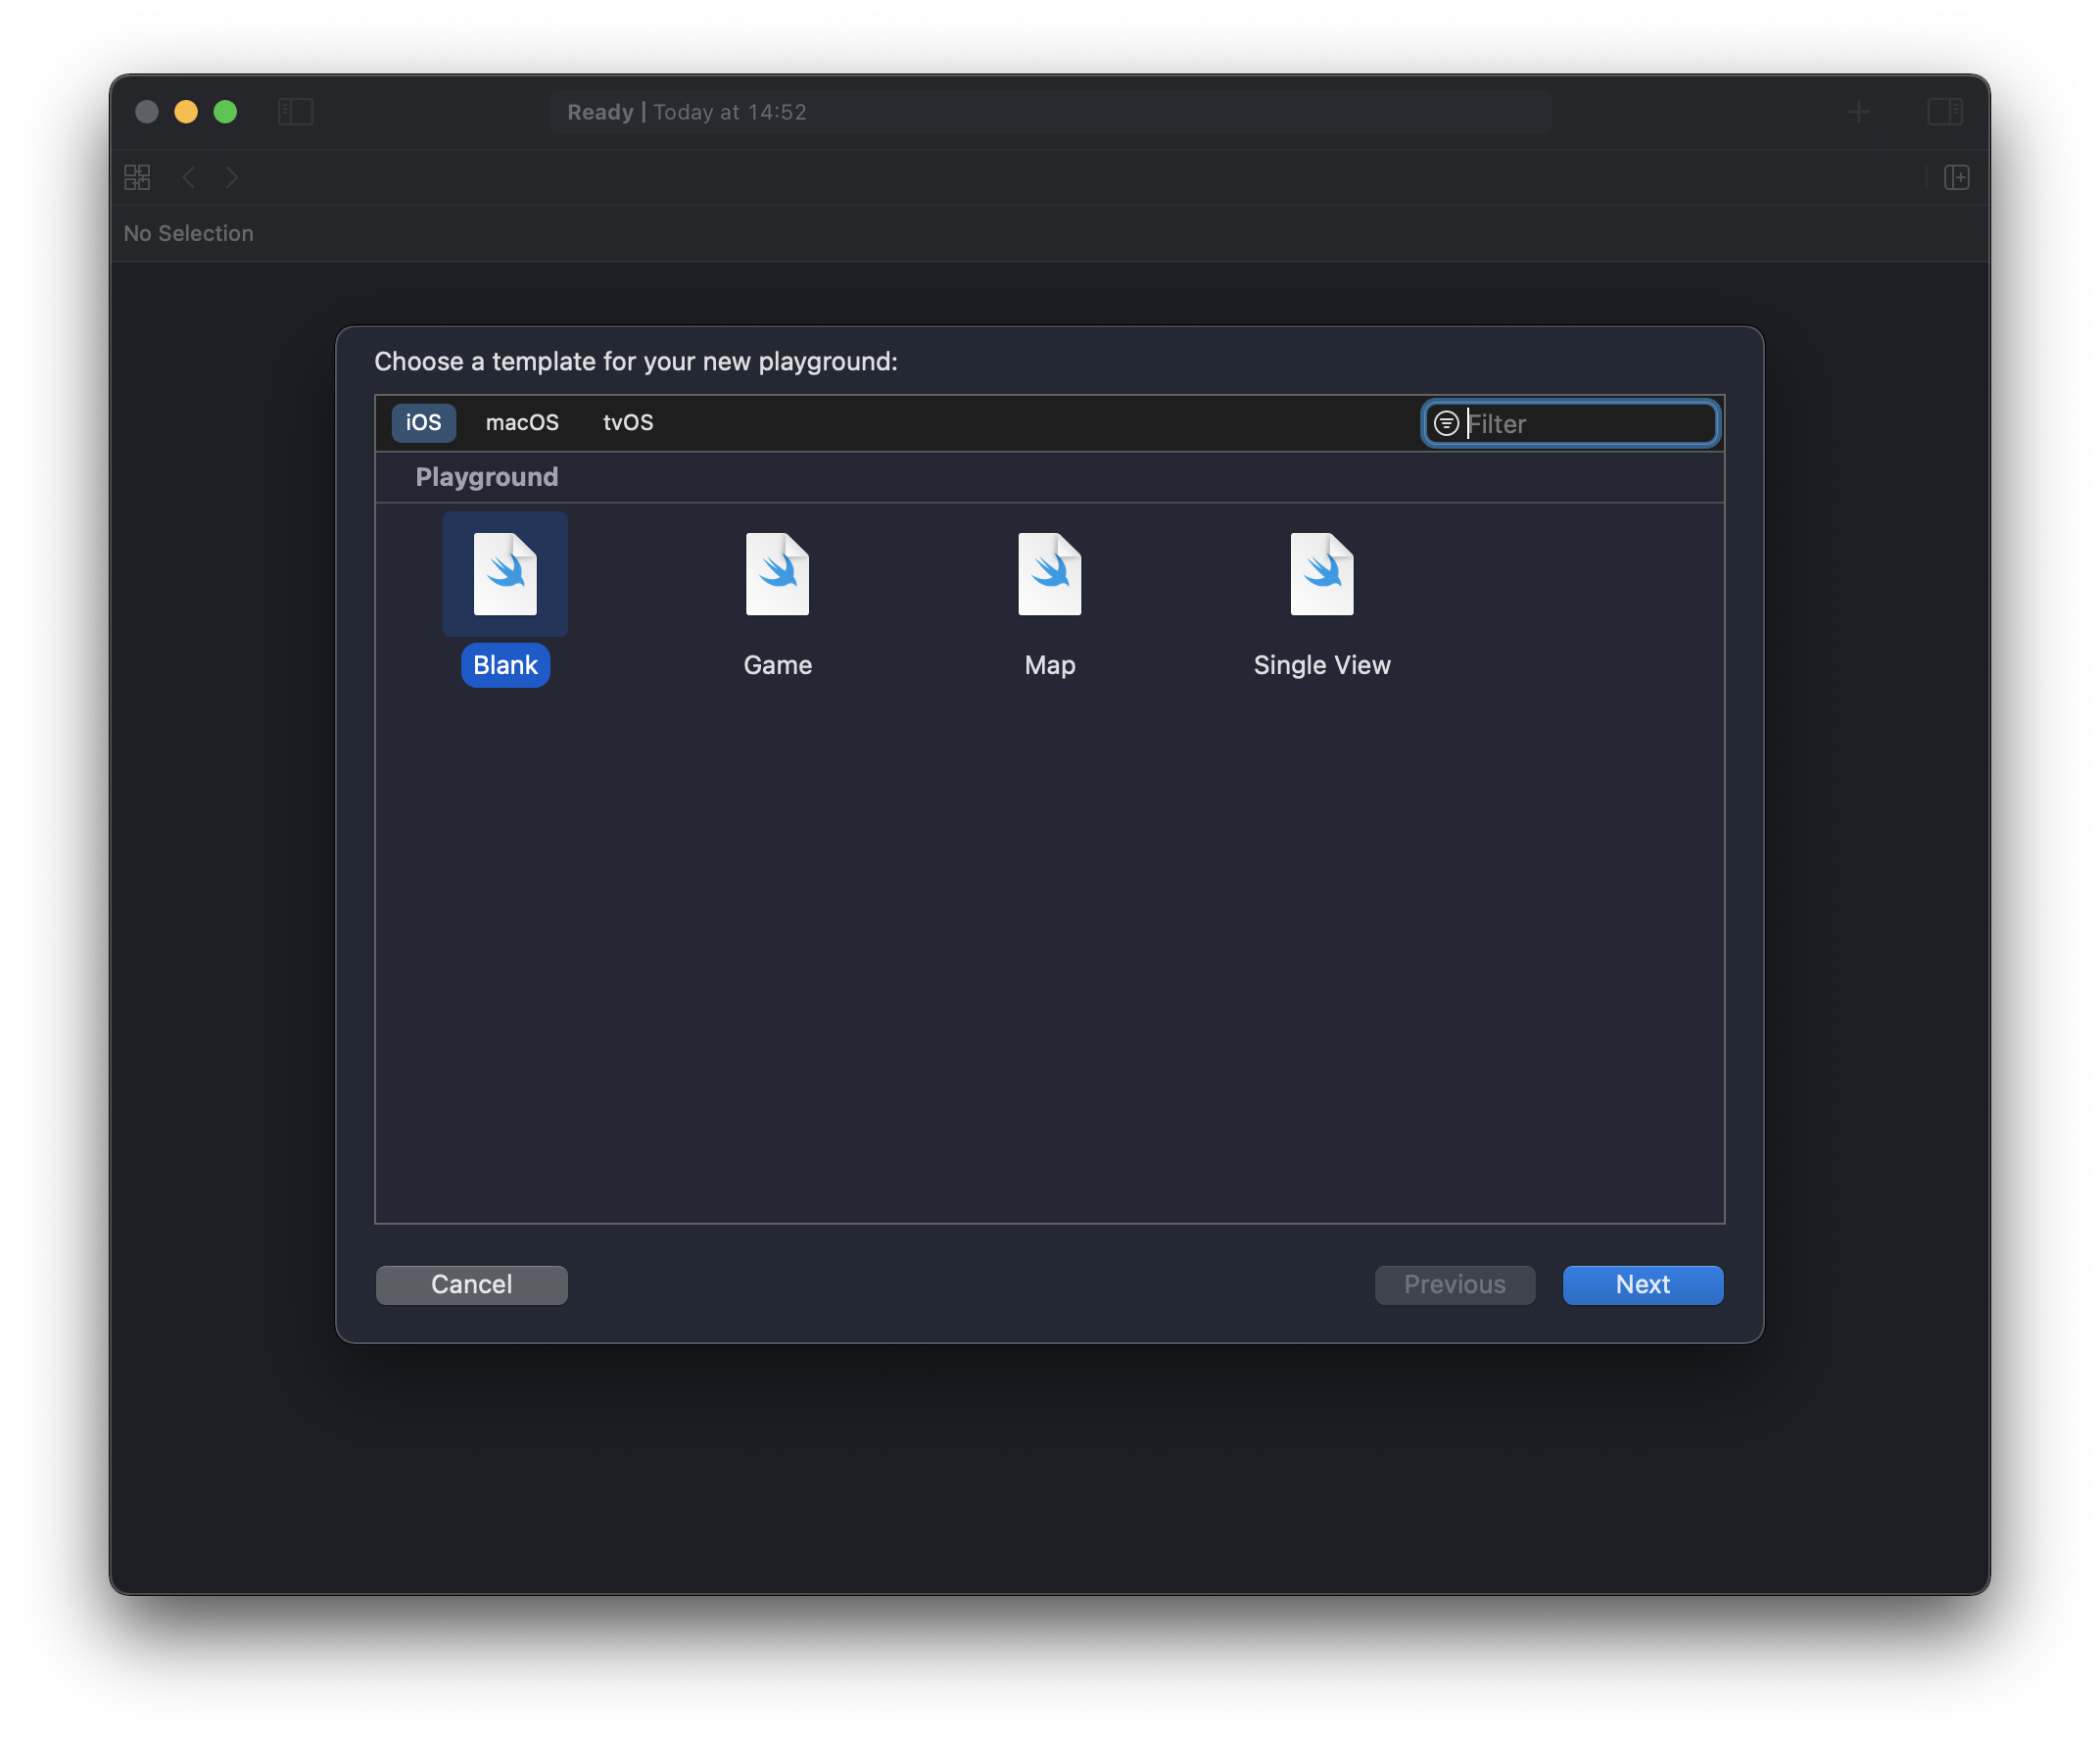 Ready | Today at 14:52
No Selection
Choose a template for your new playground:
iOS macOS tvOS Filter
Playground
Blank Game Map Single View
Cancel Previous Next